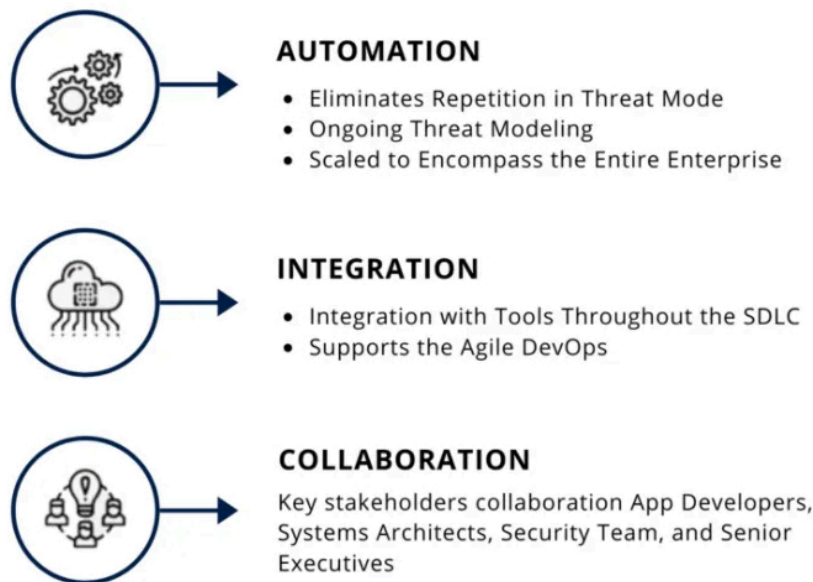 AUTOMATION
• Eliminates Repetition in Threat Mode
• Ongoing Threat Modeling
• Scaled to Encompass the Entire Enterprise
INTEGRATION
• Integration with Tools Throughout the SDLC
• Supports the Agile DevOps
COLLABORATION
Key stakeholders collaboration App Developers,
Systems Architects, Security Team, and Senior
Executives